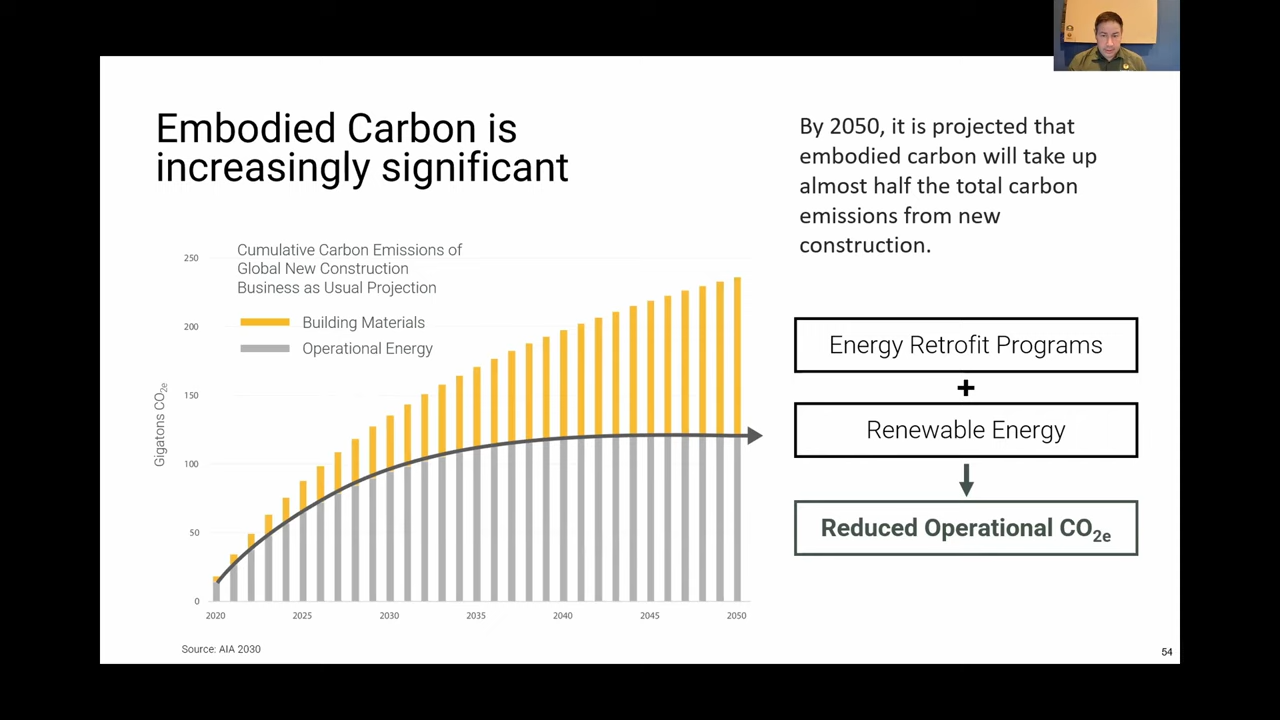 Embodied Carbon is
increasingly significant
By 2050, it is projected that
embodied carbon will take up
almost half the total carbon
emissions from new
construction.
Cumulative Carbon Emissions of
Global New Construction
Business as Usual Projection
Building Materials
Operational Energy
Gigatons CO2e
250
200
150
100
50
0
2020
2025
2030
2035
2040
2045
2050
Source: AIA 2030
Energy Retrofit Programs
+
Renewable Energy
Reduced Operational CO2e
54